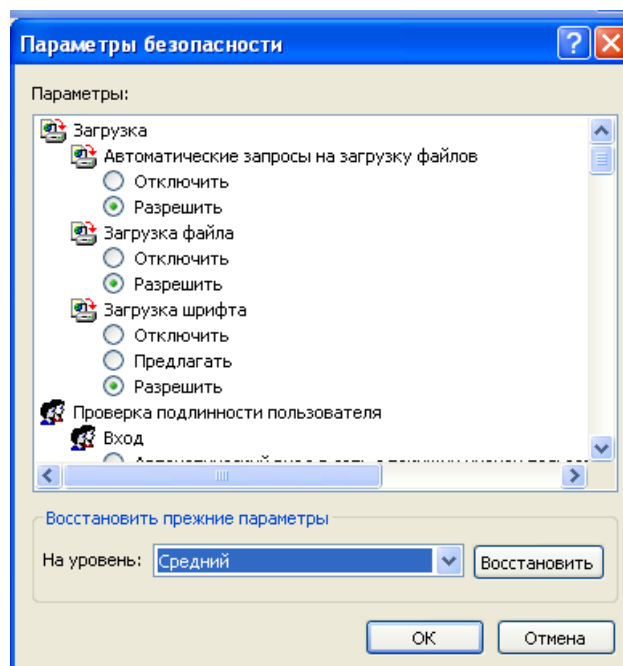 Параметры безопасности
Параметры:
Загрузка
Автоматические запросы на загрузку файлов
Отключить
Разрешить
Загрузка файла
Отключить
Разрешить
Загрузка шрифта
Отключить
Предлагать
Разрешить
Проверка подлинности пользователя
Вход
Восстановить прежние параметры
На уровень: Средний Восстановить
ОК Отмена